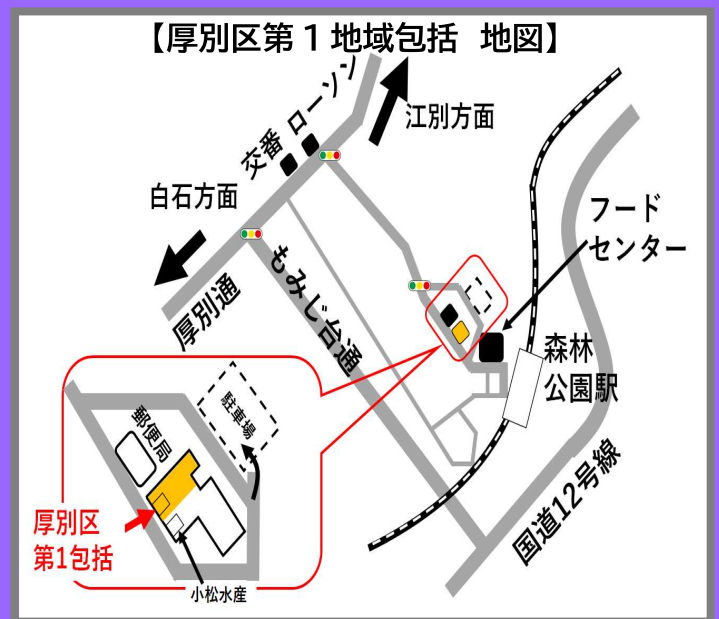 【厚別区第1地域包括 地図】
交番
ローソン
江別方面
白石方面
厚別通
もみじ台通
フード
センター
森林
公園駅
国道12号線
郵便局
駐車場
厚別区
第1包括
小松水産